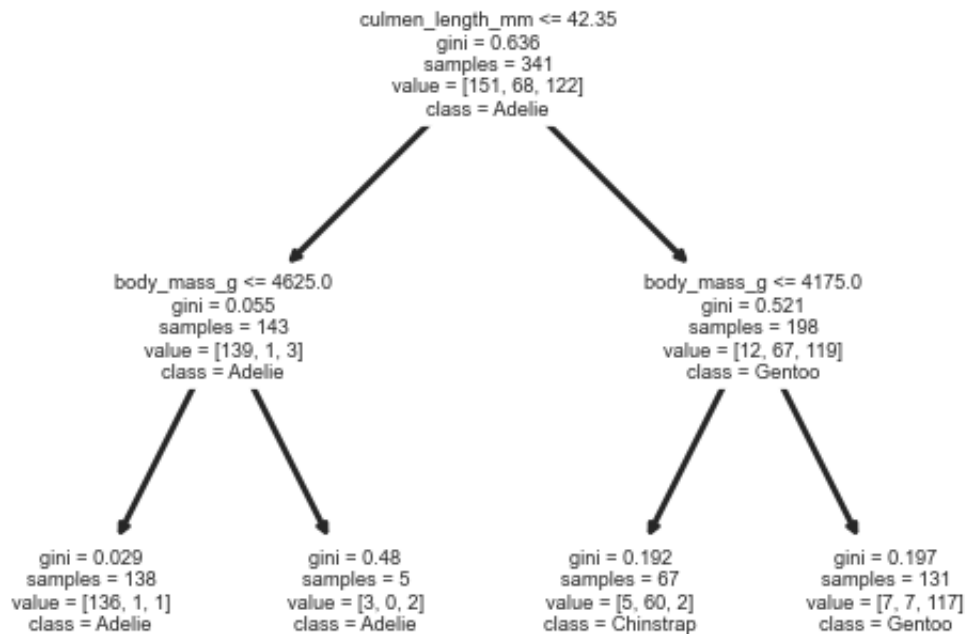 culmen_length_mm <= 42.35
gini = 0.636
samples = 341
value = [151, 68, 122]
class = Adelie
body_mass_g <= 4625.0
gini = 0.055
samples = 143
value = [139, 1, 3]
class = Adelie
body_mass_g <= 4175.0
gini = 0.521
samples = 198
value = [12, 67, 119]
class = Gentoo
gini = 0.029
samples = 138
value = [136, 1, 1]
class = Adelie
gini = 0.48
samples = 5
value = [3, 0, 2]
class = Adelie
gini = 0.192
samples = 67
value = [5, 60, 2]
class = Chinstrap
gini = 0.197
samples = 131
value = [7, 7, 117]
class = Gentoo